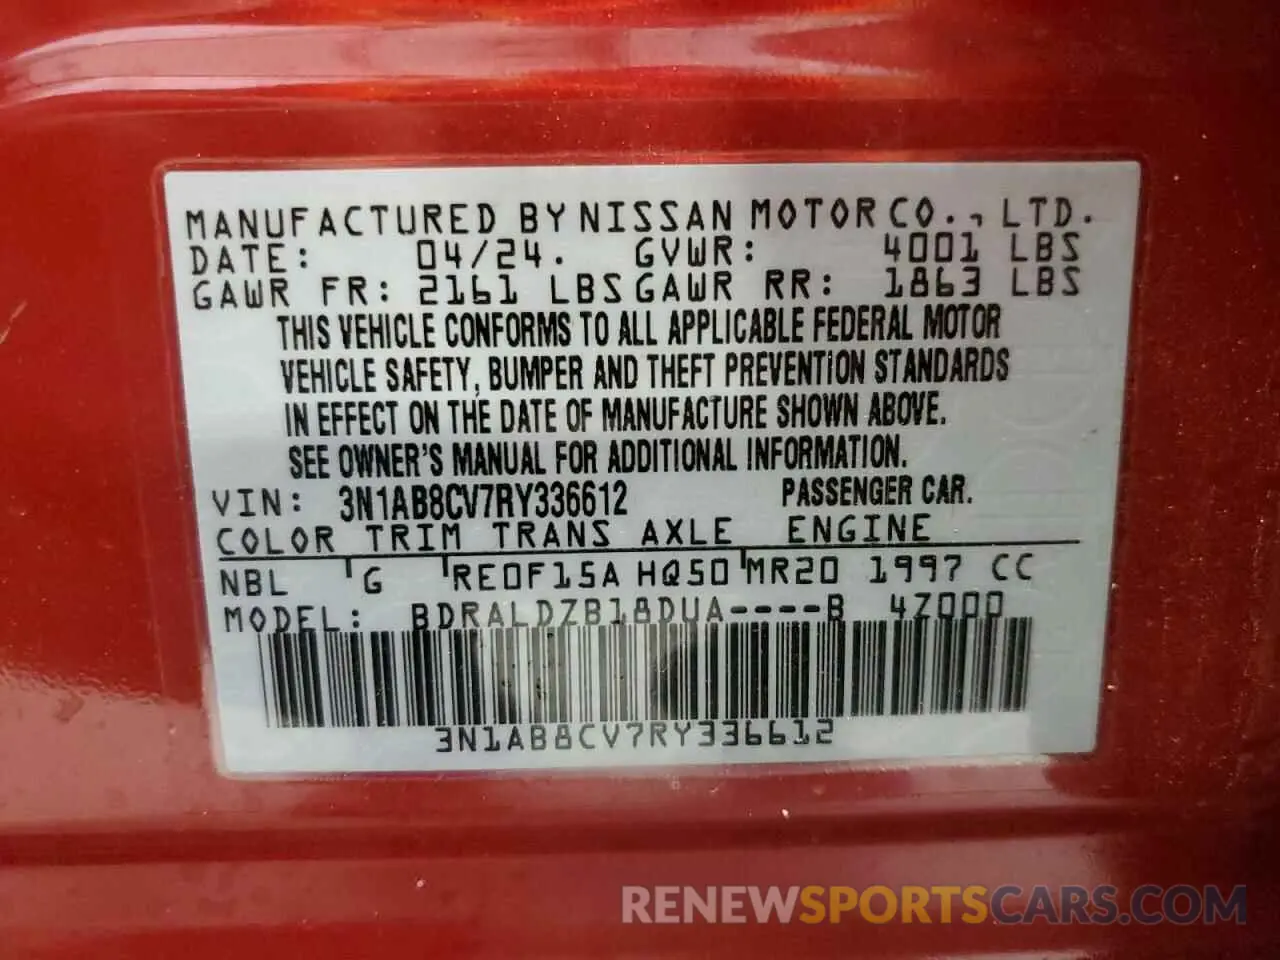 MANUFACTURED BY NISSAN MOTOR CO., LTD.
DATE: 04/24. GVWR: 4001 LBS
GAWR FR: 2161 LBS GAWR RR: 1863 LBS
THIS VEHICLE CONFORMS TO ALL APPLICABLE FEDERAL MOTOR
VEHICLE SAFETY, BUMPER AND THEFT PREVENTION STANDARDS
IN EFFECT ON THE DATE OF MANUFACTURE SHOWN ABOVE.
SEE OWNER'S MANUAL FOR ADDITIONAL INFORMATION.
VIN: 3N1AB8CV7RY336612 PASSENGER CAR.
COLOR TRIM TRANS AXLE ENGINE
NBL G RE0F15A HQ50 MR20 1997 CC
MODEL: BDRALDZB18DUA----B 4Z000
3N1AB8CV7RY336612
RENEWSPORTSCARS.COM